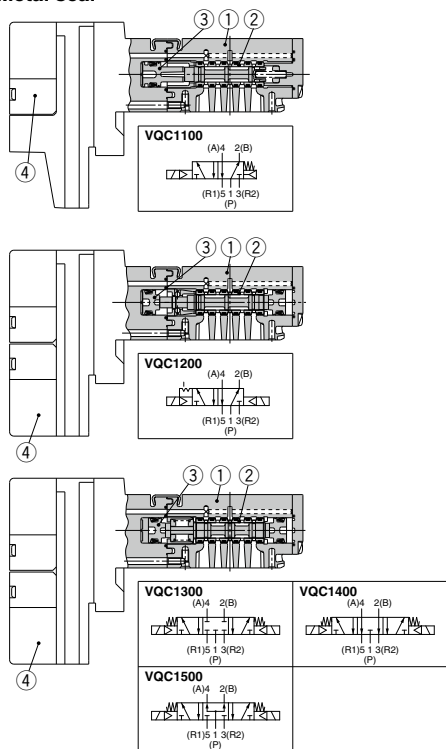 metal seal
③ ① ②
④
VQC1100
(A)4 2(B)
(R1)5 1 3(R2)
(P)
③ ① ②
④
VQC1200
(A)4 2(B)
(R1)5 1 3(R2)
(P)
③ ① ②
④
VQC1300
(A)4 2(B)
(R1)5 1 3(R2)
(P)
VQC1400
(A)4 2(B)
(R1)5 1 3(R2)
(P)
VQC1500
(A)4 2(B)
(R1)5 1 3(R2)
(P)